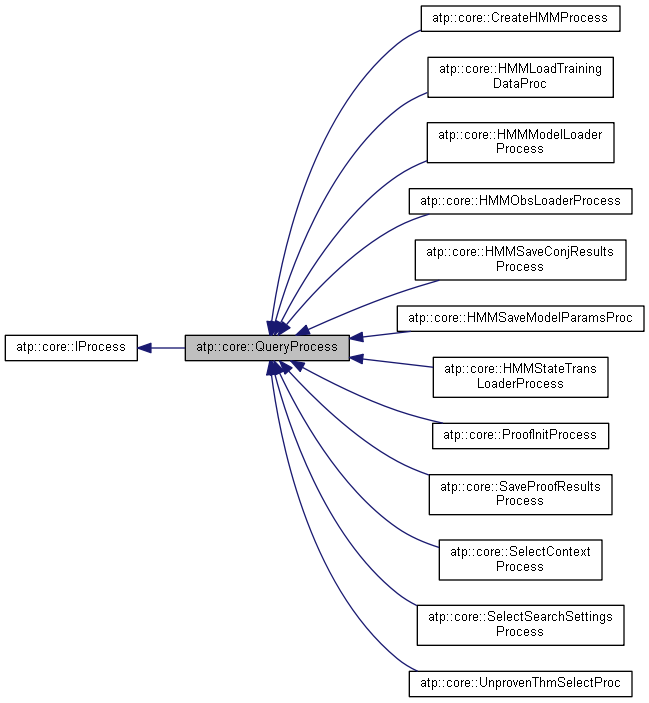 atp::core::CreateHMMProcess
atp::core::HMMLoadTraining
DataProc
atp::core::HMMModelLoader
Process
atp::core::HMMObsLoaderProcess
atp::core::HMMSaveConjResults
Process
atp::core::HMMSaveModelParamsProc
atp::core::IProcess
atp::core::QueryProcess
atp::core::HMMStateTrans
LoaderProcess
atp::core::ProofInitProcess
atp::core::SaveProofResults
Process
atp::core::SelectContext
Process
atp::core::SelectSearchSettings
Process
atp::core::UnprovenThmSelectProc